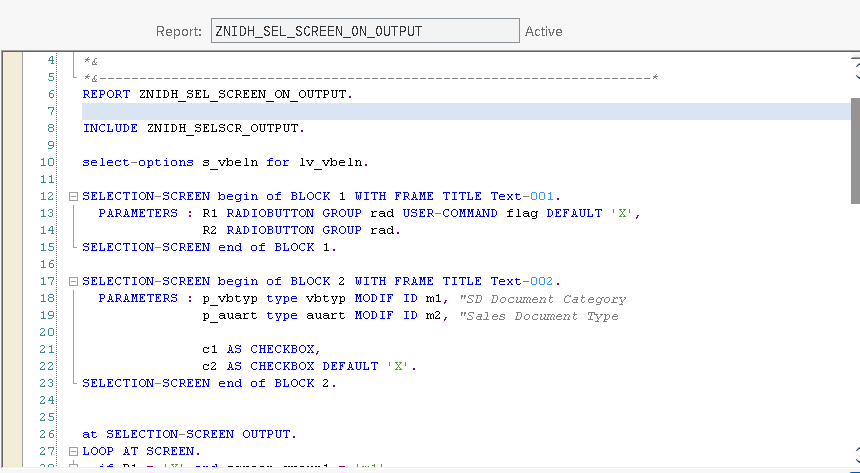 Report: ZNIDH_SEL_SCREEN_ON_OUTPUT Active
4 *&
5 *&---------------------------------------------------------------------*
6 REPORT ZNIDH_SEL_SCREEN_ON_OUTPUT.
7
8 INCLUDE ZNIDH_SELSCR_OUTPUT.
9
10 select-options s_vbeln for lv_vbeln.
11
12 SELECTION-SCREEN begin of BLOCK 1 WITH FRAME TITLE Text-001.
13 PARAMETERS : R1 RADIOBUTTON GROUP rad USER-COMMAND flag DEFAULT 'X',
14 R2 RADIOBUTTON GROUP rad.
15 SELECTION-SCREEN end of BLOCK 1.
16
17 SELECTION-SCREEN begin of BLOCK 2 WITH FRAME TITLE Text-002.
18 PARAMETERS : p_vbtyp type vbtyp MODIF ID m1, "SD Document Category
19 p_auart type auart MODIF ID m2, "Sales Document Type
20
21 c1 AS CHECKBOX,
22 c2 AS CHECKBOX DEFAULT 'X'.
23 SELECTION-SCREEN end of BLOCK 2.
24
25
26 at SELECTION-SCREEN OUTPUT.
27 LOOP AT SCREEN.